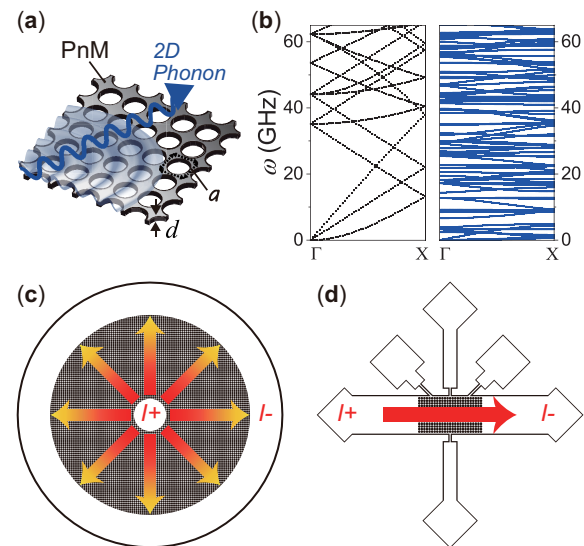 (a)
PnM
2D
Phonon
a
d
(b)
ω (GHz)
60
40
20
0
Γ
X
60
40
20
0
Γ
X
(c)
I+
I-
(d)
I+
I-